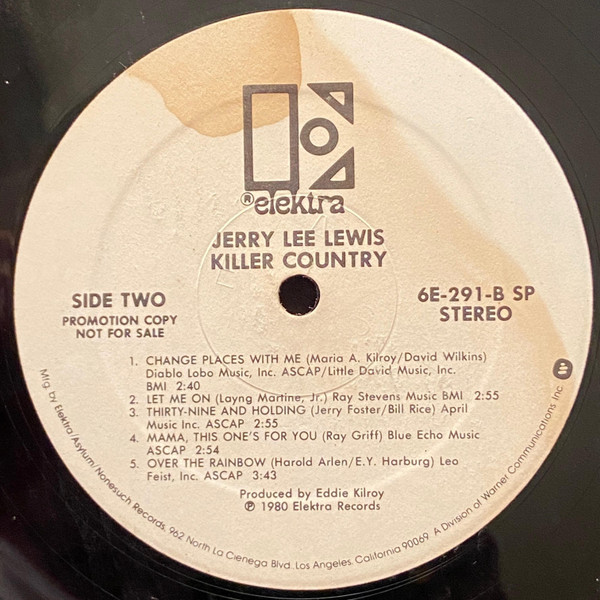 ® elektra
JERRY LEE LEWIS
KILLER COUNTRY
SIDE TWO
PROMOTION COPY
NOT FOR SALE
6E-291-B SP
STEREO
1. CHANGE PLACES WITH ME (Maria A. Kilroy/David Wilkins)
Diablo Lobo Music, Inc. ASCAP/Little David Music, Inc.
BMI 2:40
2. LET ME ON (Layng Martine, Jr.) Ray Stevens Music BMI 2:55
3. THIRTY-NINE AND HOLDING (Jerry Foster/Bill Rice) April
Music Inc. ASCAP 2:55
4. MAMA, THIS ONE'S FOR YOU (Ray Griff) Blue Echo Music
ASCAP 2:54
5. OVER THE RAINBOW (Harold Arlen/E.Y. Harburg) Leo
Feist, Inc. ASCAP 3:43
Produced by Eddie Kilroy
℗ 1980 Elektra Records
Mfg. by Elektra/Asylum/Nonesuch Records, 962 North La Cienega Blvd. Los Angeles, California 90069 A Division of Warner Communications Inc.